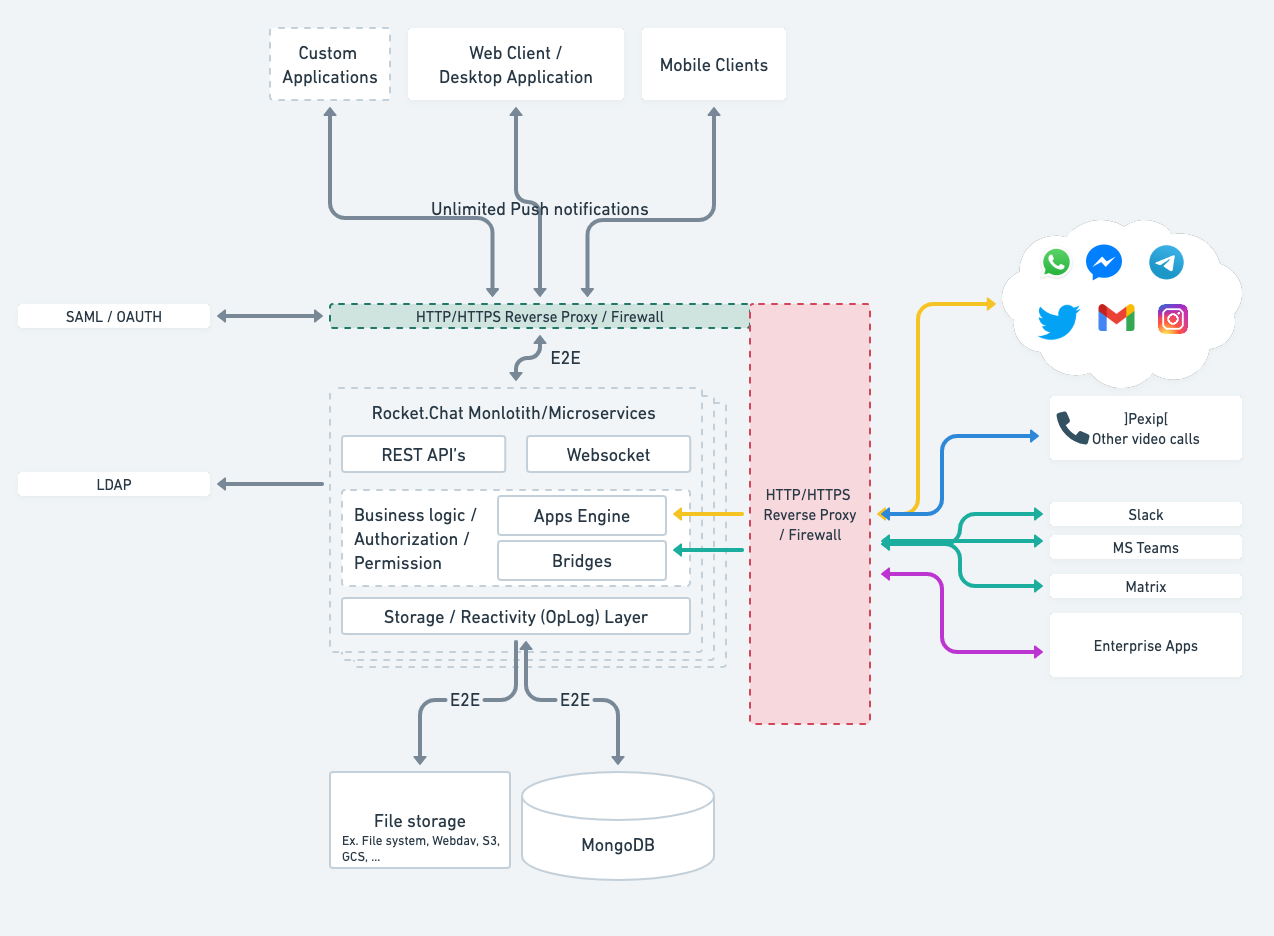 Custom
Applications
Web Client /
Desktop Application
Mobile Clients
Unlimited Push notifications
SAML / OAUTH
HTTP/HTTPS Reverse Proxy / Firewall
E2E
Rocket.Chat Monlotith/Microservices
REST API's
Websocket
LDAP
Business logic /
Authorization /
Permission
Apps Engine
Bridges
Storage / Reactivity (OpLog) Layer
HTTP/HTTPS
Reverse Proxy
/ Firewall
]Pexip[
Other video calls
Slack
MS Teams
Matrix
Enterprise Apps
E2E
E2E
File storage
Ex. File system, Webdav, S3,
GCS, ...
MongoDB